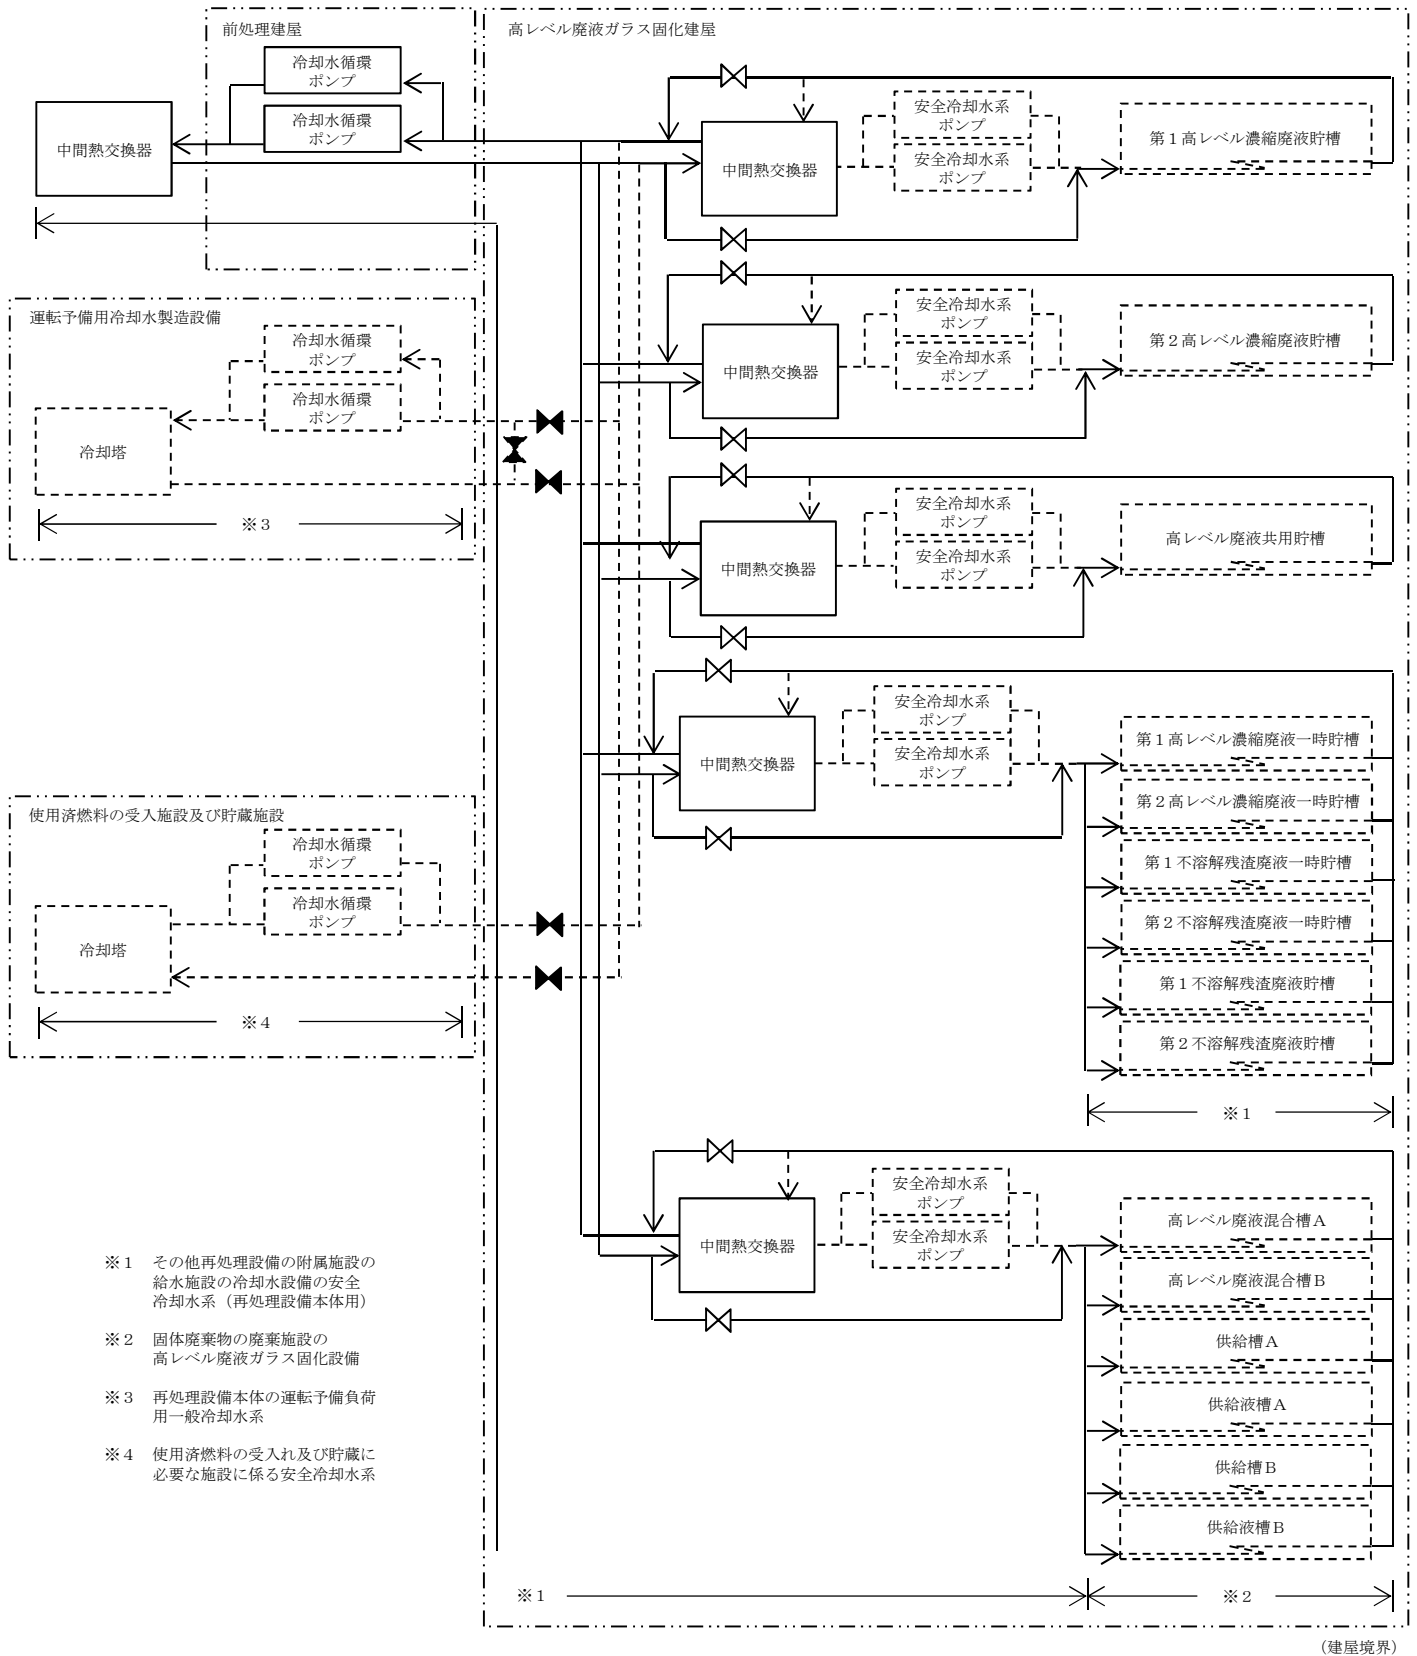 前処理建屋
冷却水循環
ポンプ
冷却水循環
ポンプ
中間熱交換器
運転予備用冷却水製造設備
冷却水循環
ポンプ
冷却水循環
ポンプ
冷却塔
※3
使用済燃料の受入施設及び貯蔵施設
冷却水循環
ポンプ
冷却水循環
ポンプ
冷却塔
※4
※1 その他再処理設備の附属施設の
給水施設の冷却水設備の安全
冷却水系（再処理設備本体用）
※2 固体廃棄物の廃棄施設の
高レベル廃液ガラス固化設備
※3 再処理設備本体の運転予備負荷
用一般冷却水系
※4 使用済燃料の受入れ及び貯蔵に
必要な施設に係る安全冷却水系
高レベル廃液ガラス固化建屋
中間熱交換器
安全冷却水系
ポンプ
安全冷却水系
ポンプ
第1高レベル濃縮廃液貯槽
中間熱交換器
安全冷却水系
ポンプ
安全冷却水系
ポンプ
第2高レベル濃縮廃液貯槽
中間熱交換器
安全冷却水系
ポンプ
安全冷却水系
ポンプ
高レベル廃液共用貯槽
中間熱交換器
安全冷却水系
ポンプ
安全冷却水系
ポンプ
第1高レベル濃縮廃液一時貯槽
第2高レベル濃縮廃液一時貯槽
第1不溶解残渣廃液一時貯槽
第2不溶解残渣廃液一時貯槽
第1不溶解残渣廃液貯槽
第2不溶解残渣廃液貯槽
※1
中間熱交換器
安全冷却水系
ポンプ
安全冷却水系
ポンプ
高レベル廃液混合槽A
高レベル廃液混合槽B
供給槽A
供給液槽A
供給槽B
供給液槽B
※1
※2
（建屋境界）